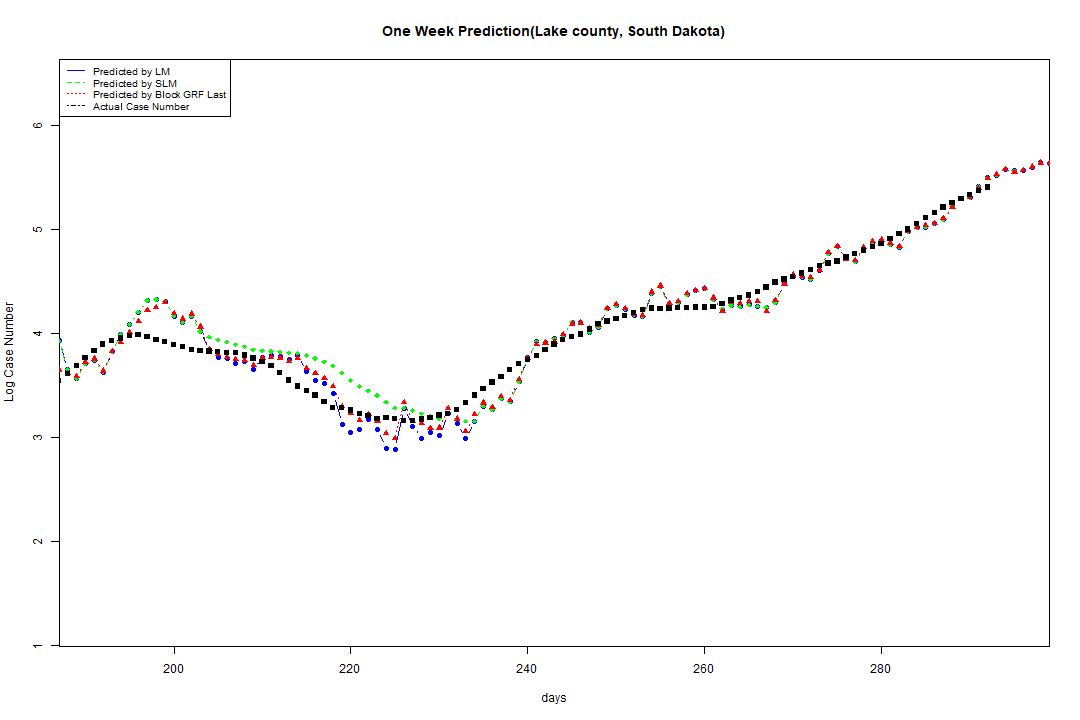 One Week Prediction(Lake county, South Dakota)
Predicted by LM
Predicted by SLM
Predicted by Block GRF Last
Actual Case Number
6
5
4
3
2
1
Log Case Number
200 220 240 260 280
days